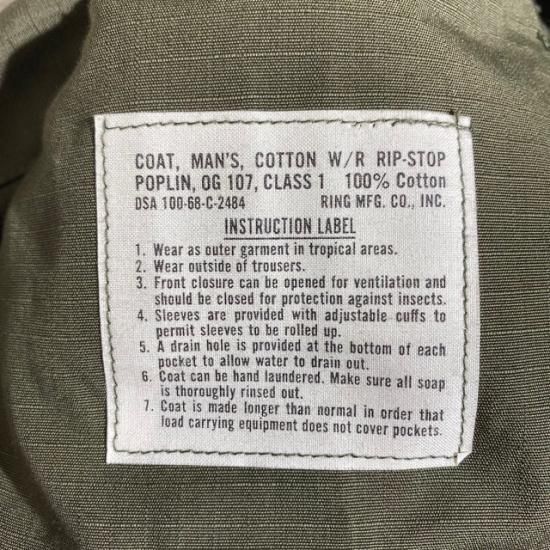 COAT, MAN'S, COTTON W/R RIP-STOP
POPLIN, OG 107, CLASS 1 100% Cotton
DSA 100-68-C-2484 RING MFG. CO., INC.
INSTRUCTION LABEL
1. Wear as outer garment in tropical areas.
2. Wear outside of trousers.
3. Front closure can be opened for ventilation and
should be closed for protection against insects.
4. Sleeves are provided with adjustable cuffs to
permit sleeves to be rolled up.
5. A drain hole is provided at the bottom of each
pocket to allow water to drain out.
6. Coat can be hand laundered. Make sure all soap
is thoroughly rinsed out.
7. Coat is made longer than normal in order that
load carrying equipment does not cover pockets.